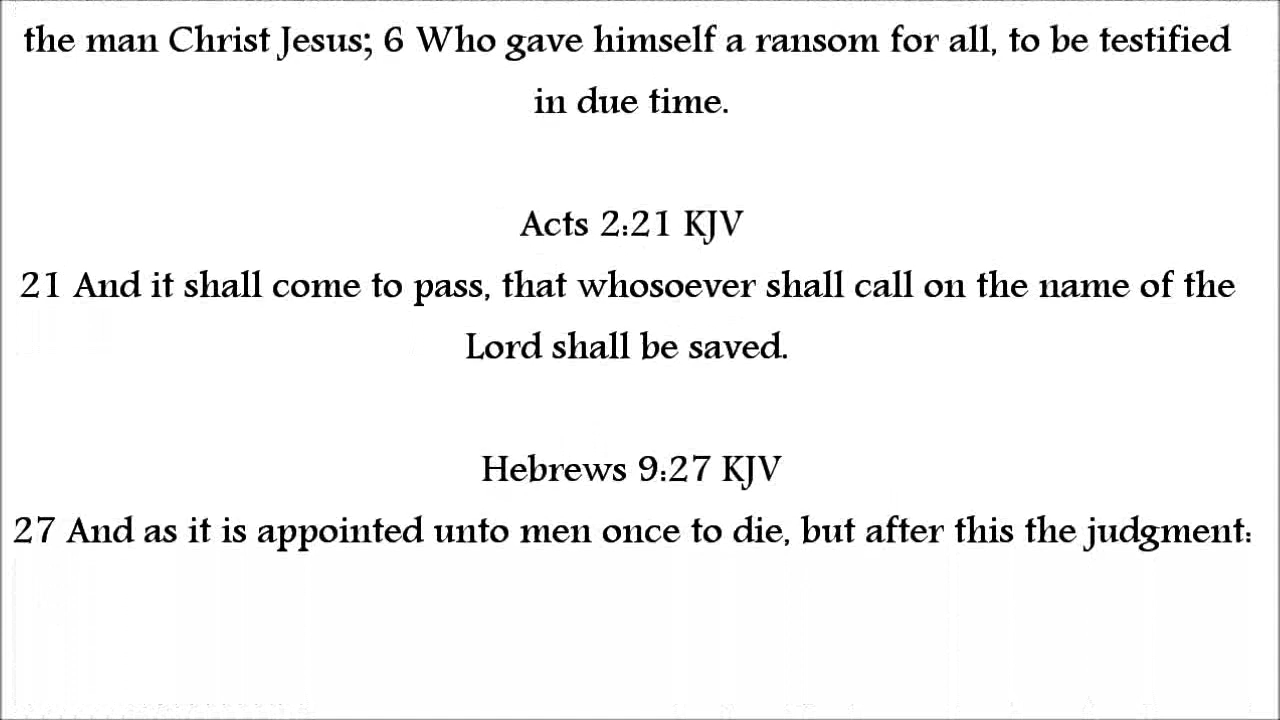 the man Christ Jesus; 6 Who gave himself a ransom for all, to be testified
in due time.
Acts 2:21 KJV
21 And it shall come to pass, that whosoever shall call on the name of the
Lord shall be saved.
Hebrews 9:27 KJV
27 And as it is appointed unto men once to die, but after this the judgment: